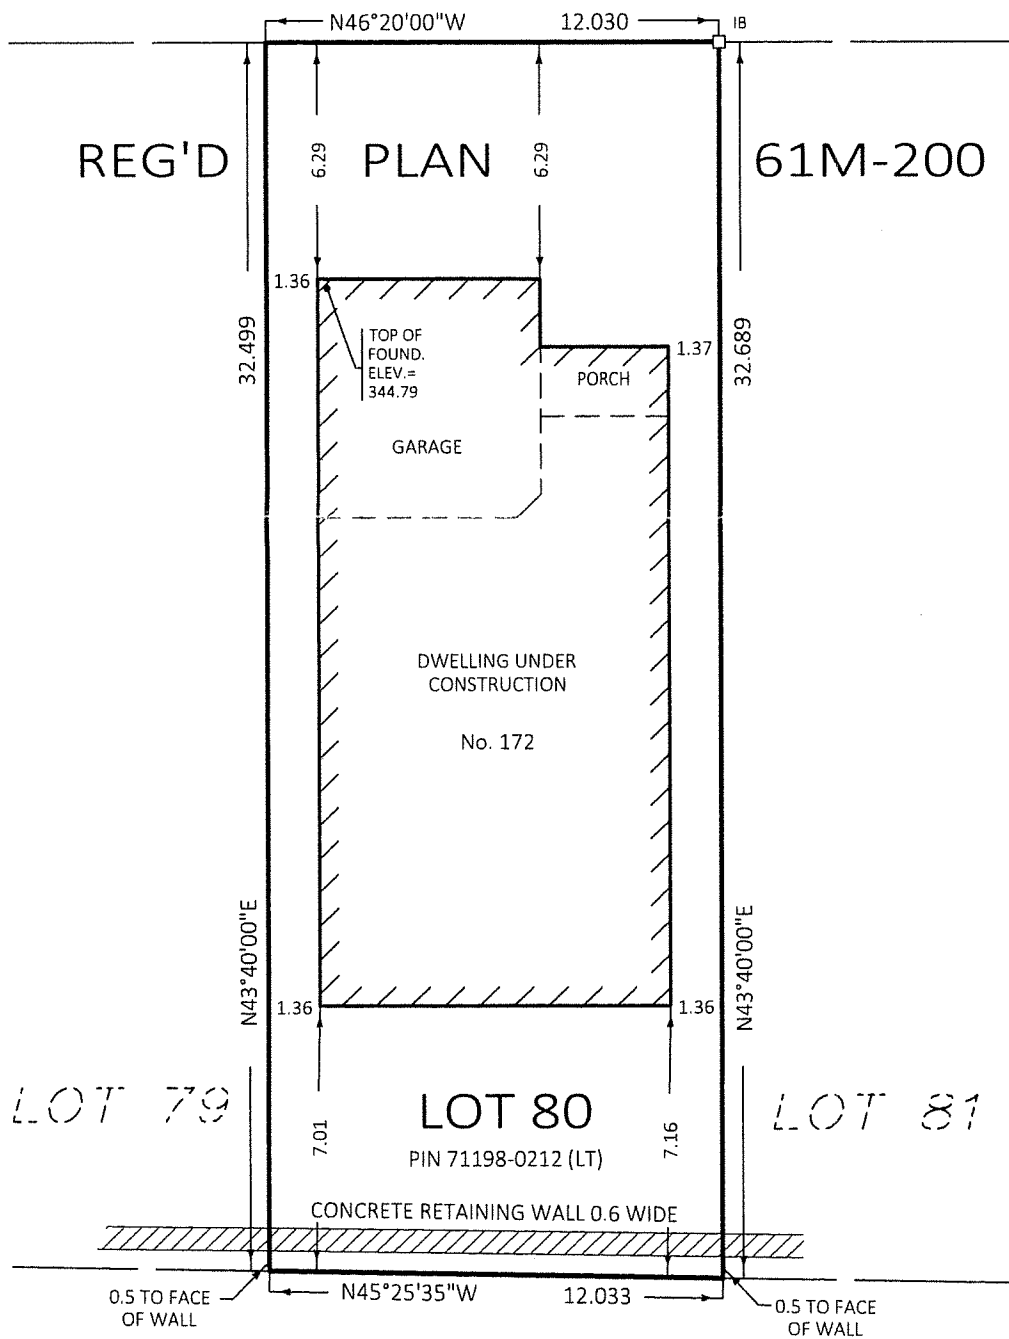 N46°20'00"W 12.030 IB
REG'D PLAN 61M-200
6.29 6.29
1.36
TOP OF
FOUND.
ELEV.=
344.79
32.499
1.37
32.689
PORCH
GARAGE
DWELLING UNDER
CONSTRUCTION
No. 172
N43°40'00"E
N43°40'00"E
1.36 1.36
LOT 79 LOT 80 LOT 81
7.01 7.16
PIN 71198-0212 (LT)
CONCRETE RETAINING WALL 0.6 WIDE
N45°25'35"W 12.033
0.5 TO FACE
OF WALL
0.5 TO FACE
OF WALL